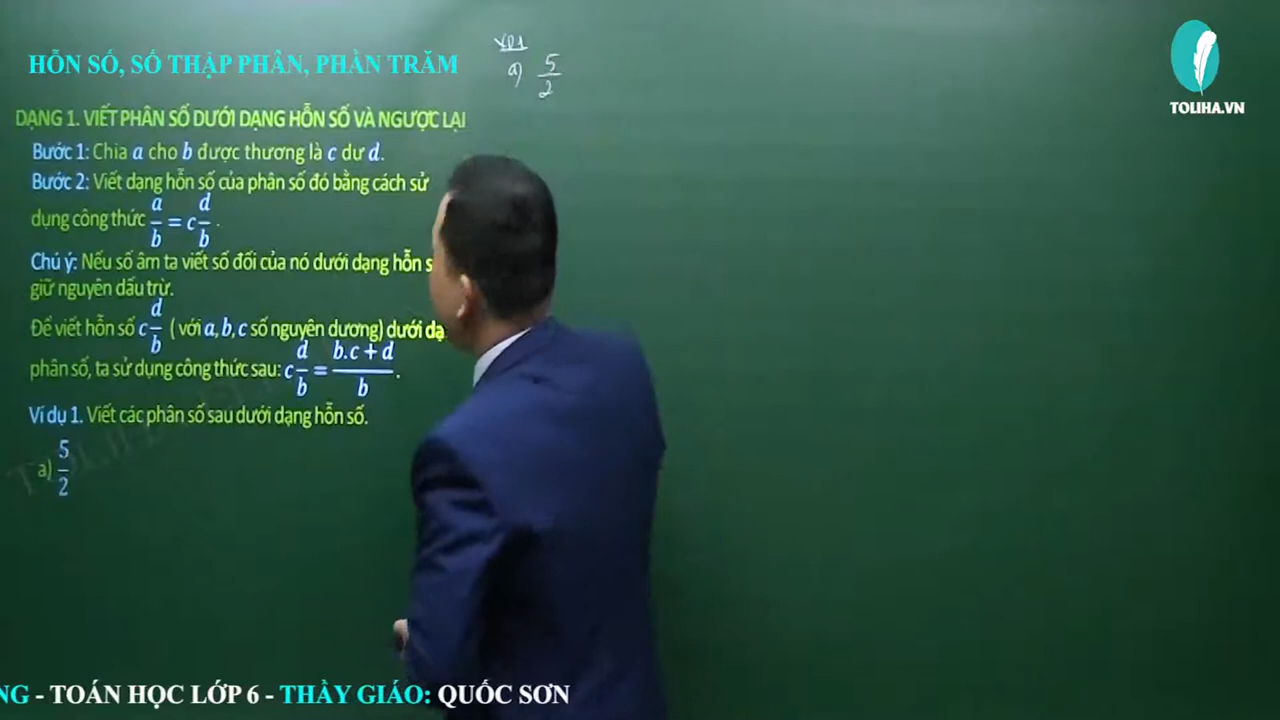 HỖN SỐ, SỐ THẬP PHÂN, PHẦN TRĂM
VD1
a) 5/2
TOLIHA.VN
DẠNG 1. VIẾT PHÂN SỐ DƯỚI DẠNG HỖN SỐ VÀ NGƯỢC LẠI
Bước 1: Chia a cho b được thương là c dư d.
Bước 2: Viết dạng hỗn số của phân số đó bằng cách sử
dụng công thức a/b = c d/b .
Chú ý: Nếu số âm ta viết số đối của nó dưới dạng hỗn
giữ nguyên dấu trừ.
Để viết hỗn số c d/b ( với a, b, c số nguyên dương) dưới
phân số, ta sử dụng công thức sau: c d/b = b.c + d/b .
Ví dụ 1. Viết các phân số sau dưới dạng hỗn số.
a) 5/2
NG - TOÁN HỌC LỚP 6 - THẦY GIÁO: QUỐC SƠN